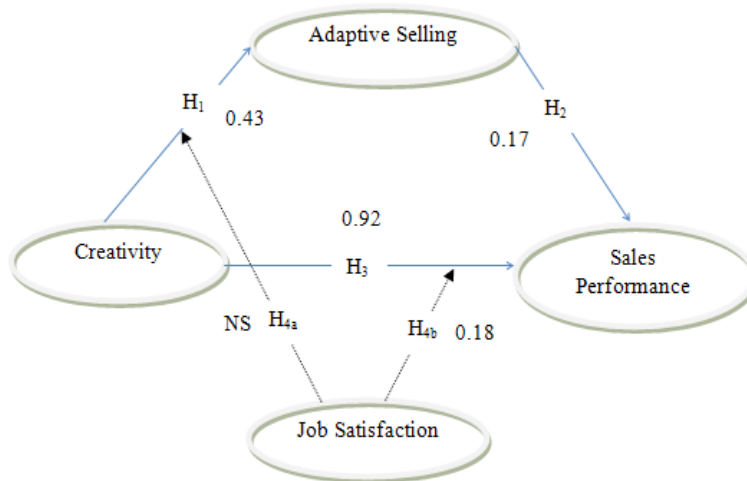 Adaptive Selling
H₁
0.43
H₂
0.17
Creativity
0.92
H₃
Sales
Performance
NS H₄ₐ
H₄b 0.18
Job Satisfaction